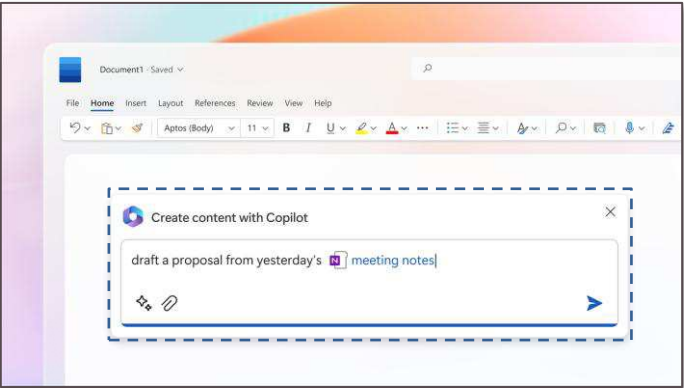 Document1 · Saved
File Home Insert Layout References Review View Help
Aptos (Body) 11 B I U A ...
Create content with Copilot
draft a proposal from yesterday's N meeting notes